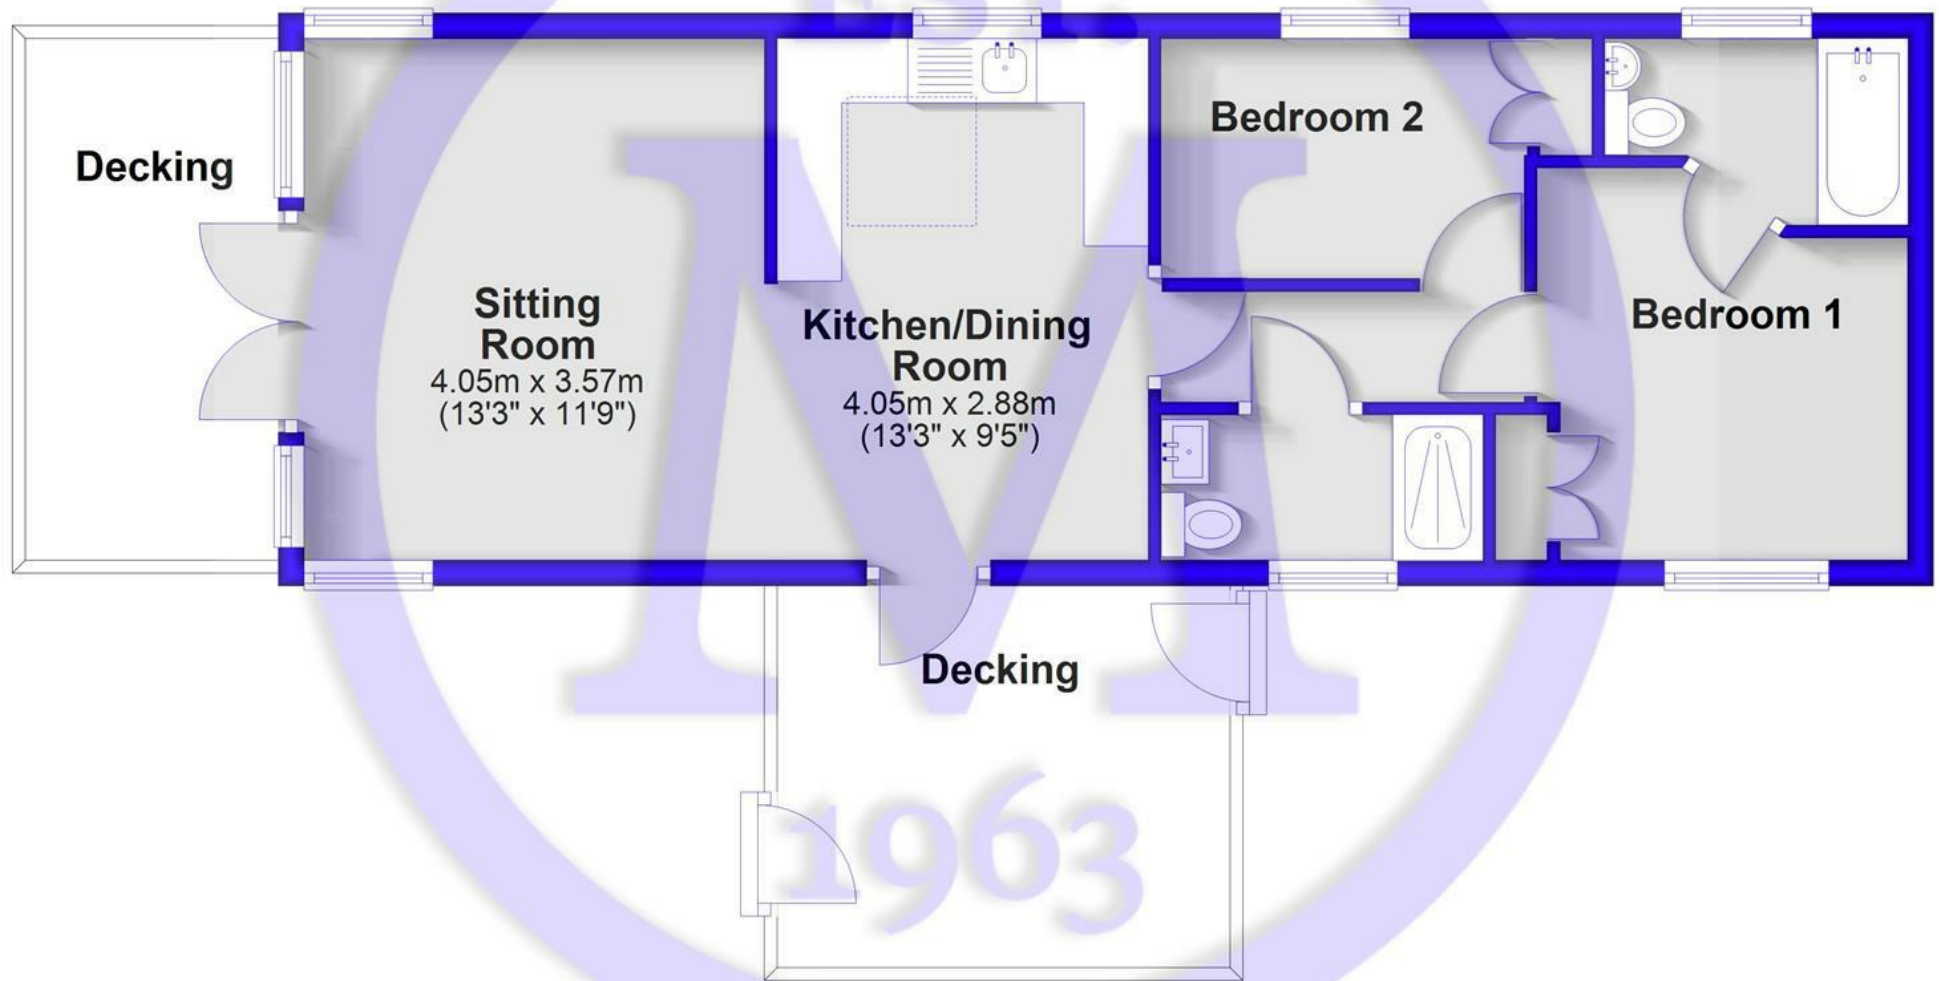 EST.
Decking
Sitting
Room
4.05m x 3.57m
(13'3" x 11'9")
Kitchen/Dining
Room
4.05m x 2.88m
(13'3" x 9'5")
Bedroom 2
Bedroom 1
M
Decking
1963